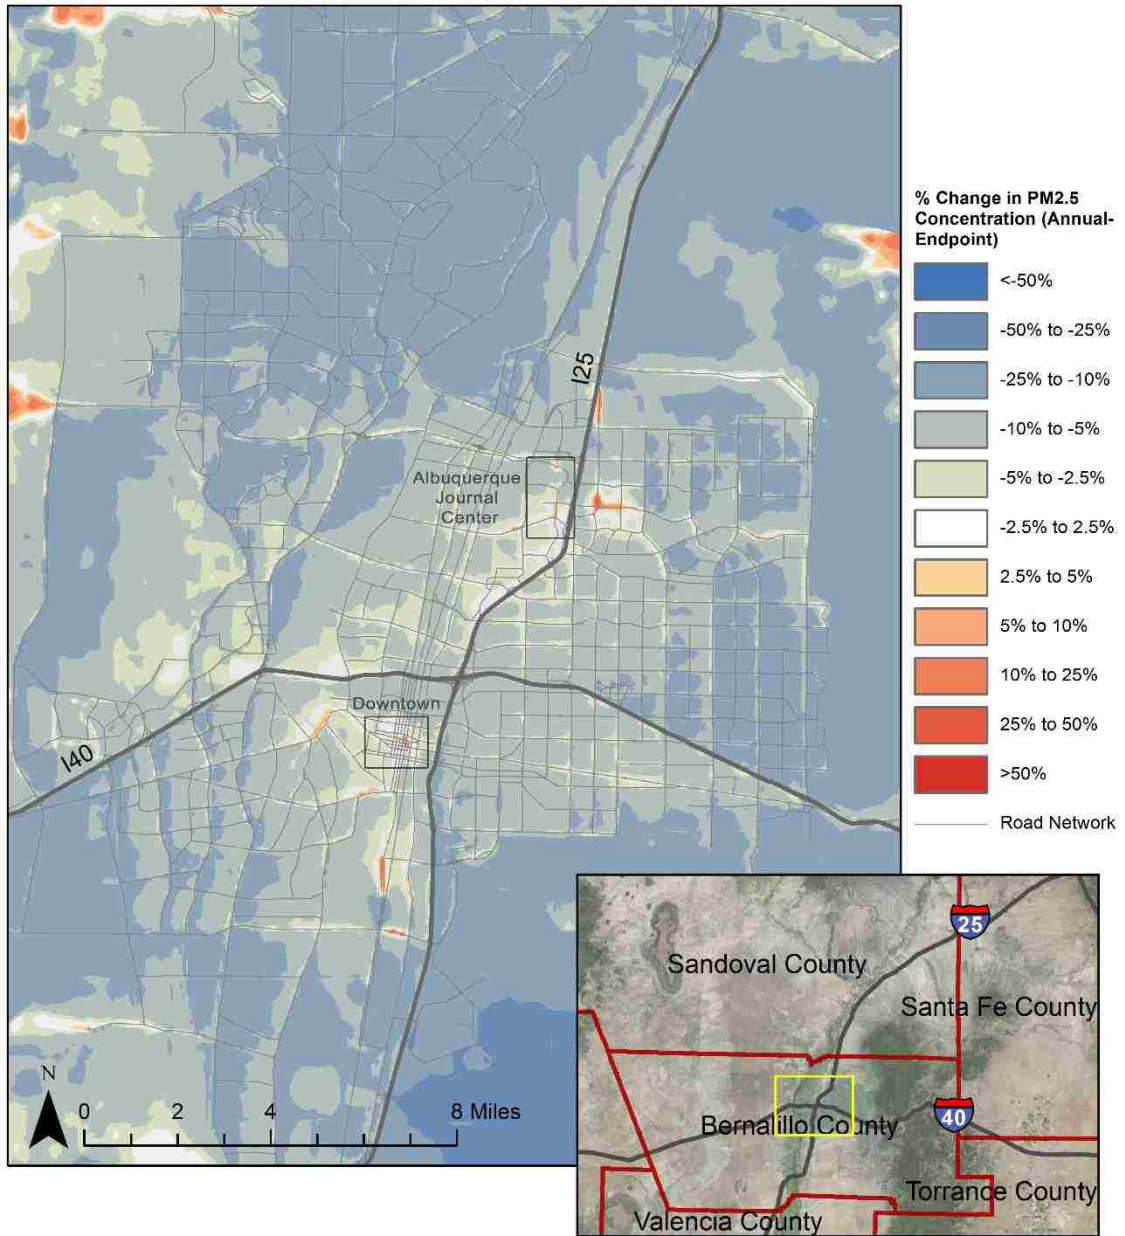 I25
Albuquerque
Journal
Center
Downtown
I40
N
0 2 4 8 Miles
% Change in PM2.5
Concentration (Annual-
Endpoint)
<-50%
-50% to -25%
-25% to -10%
-10% to -5%
-5% to -2.5%
-2.5% to 2.5%
2.5% to 5%
5% to 10%
10% to 25%
25% to 50%
>50%
Road Network
25
Sandoval County
Santa Fe County
40
Bernalillo County
Torrance County
Valencia County